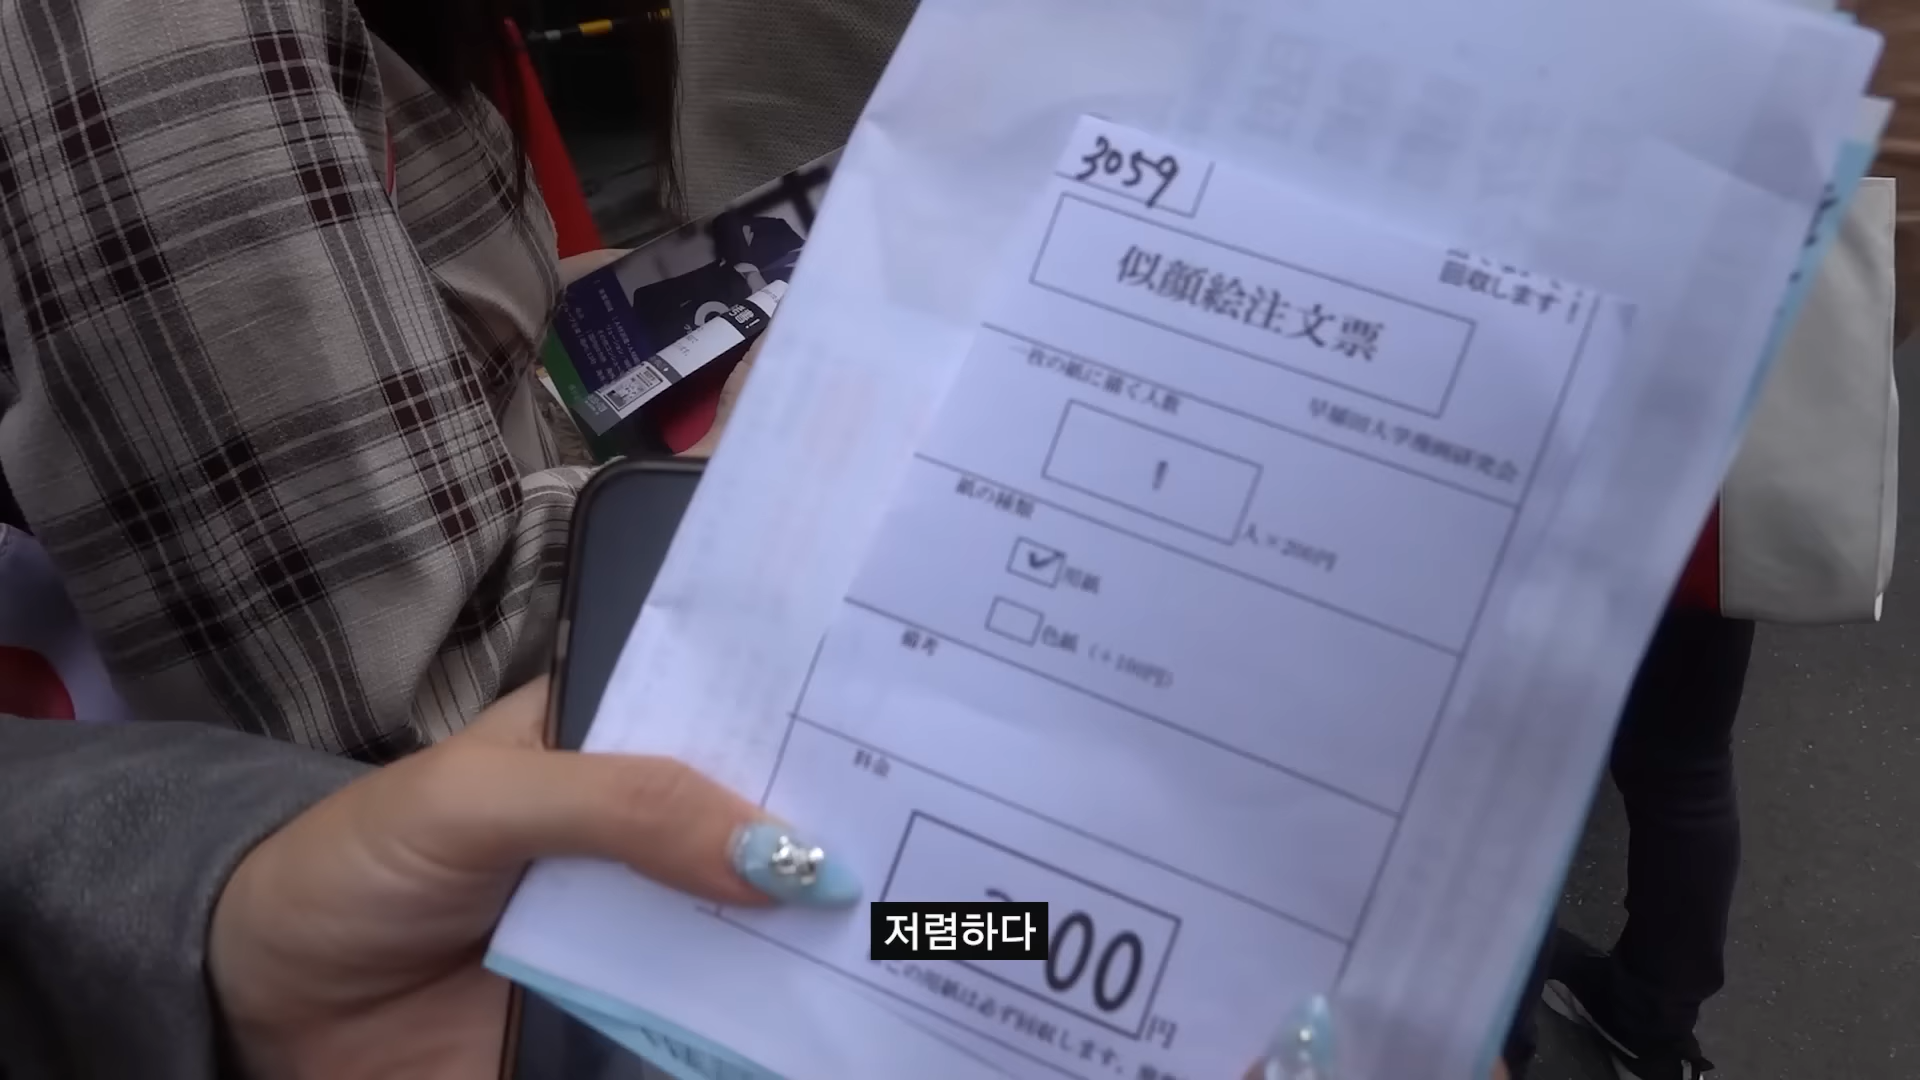 3059
回収します！
似顔絵注文票
早稲田大学漫画研究会
一枚の紙に描く人数
1
人×200円
紙の種類
用紙
色紙（+100円）
備考
料金
00
円
この用紙は必ず回収します。
저렴하다